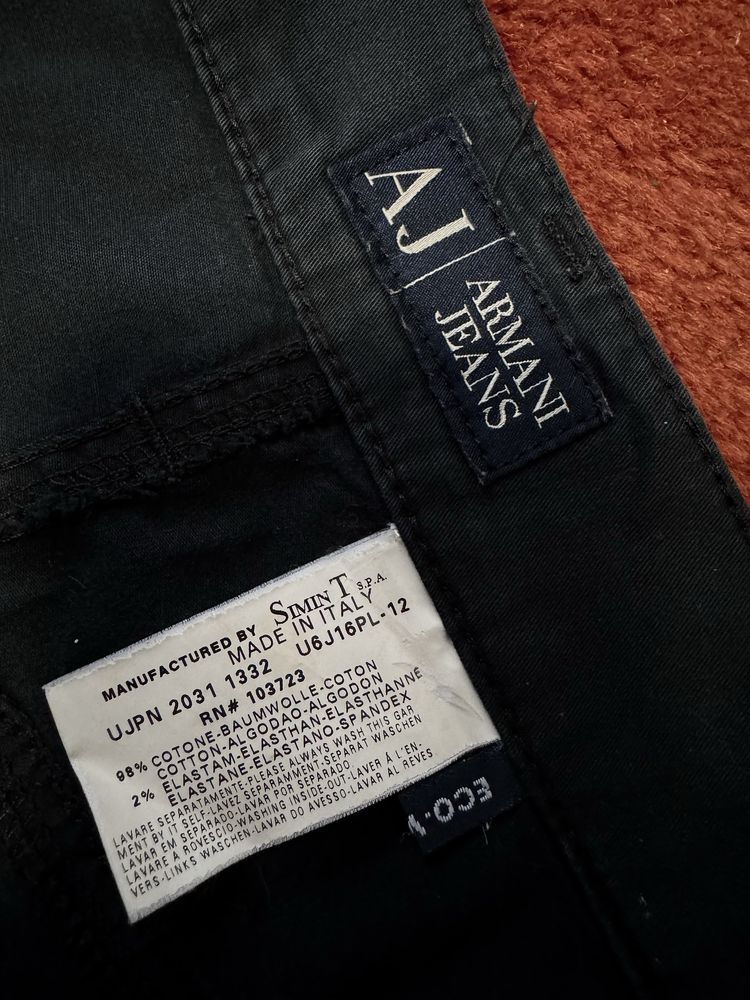 AJ
ARMANI
JEANS
MANUFACTURED BY SIMINT S.P.A.
MADE IN ITALY
UJPN 2031 1332 U6J16PL-12
RN# 103723
98% COTONE-BAUMWOLLE-COTON
COTTON-ALGODAO-ALGODON
2% ELASTAM-ELASTHAN-ELASTHANNE
ELASTANE-ELASTANO-SPANDEX
LAVARE SEPARATAMENTE-PLEASE ALWAYS WASH THIS GAR
MENT BY IT SELF-LAVEZ SEPARAMMENT-SEPARAT WASCHEN
LAVAR EM SEPARADO-LAVAR POR SEPARADO
LAVARE A ROVESCIO-WASHING INSIDE-OUT-LAVER À L'EN-
VERS-LINKS WASCHEN-LAVAR DO AVESSO-LAVAR AL REVES
ECO-